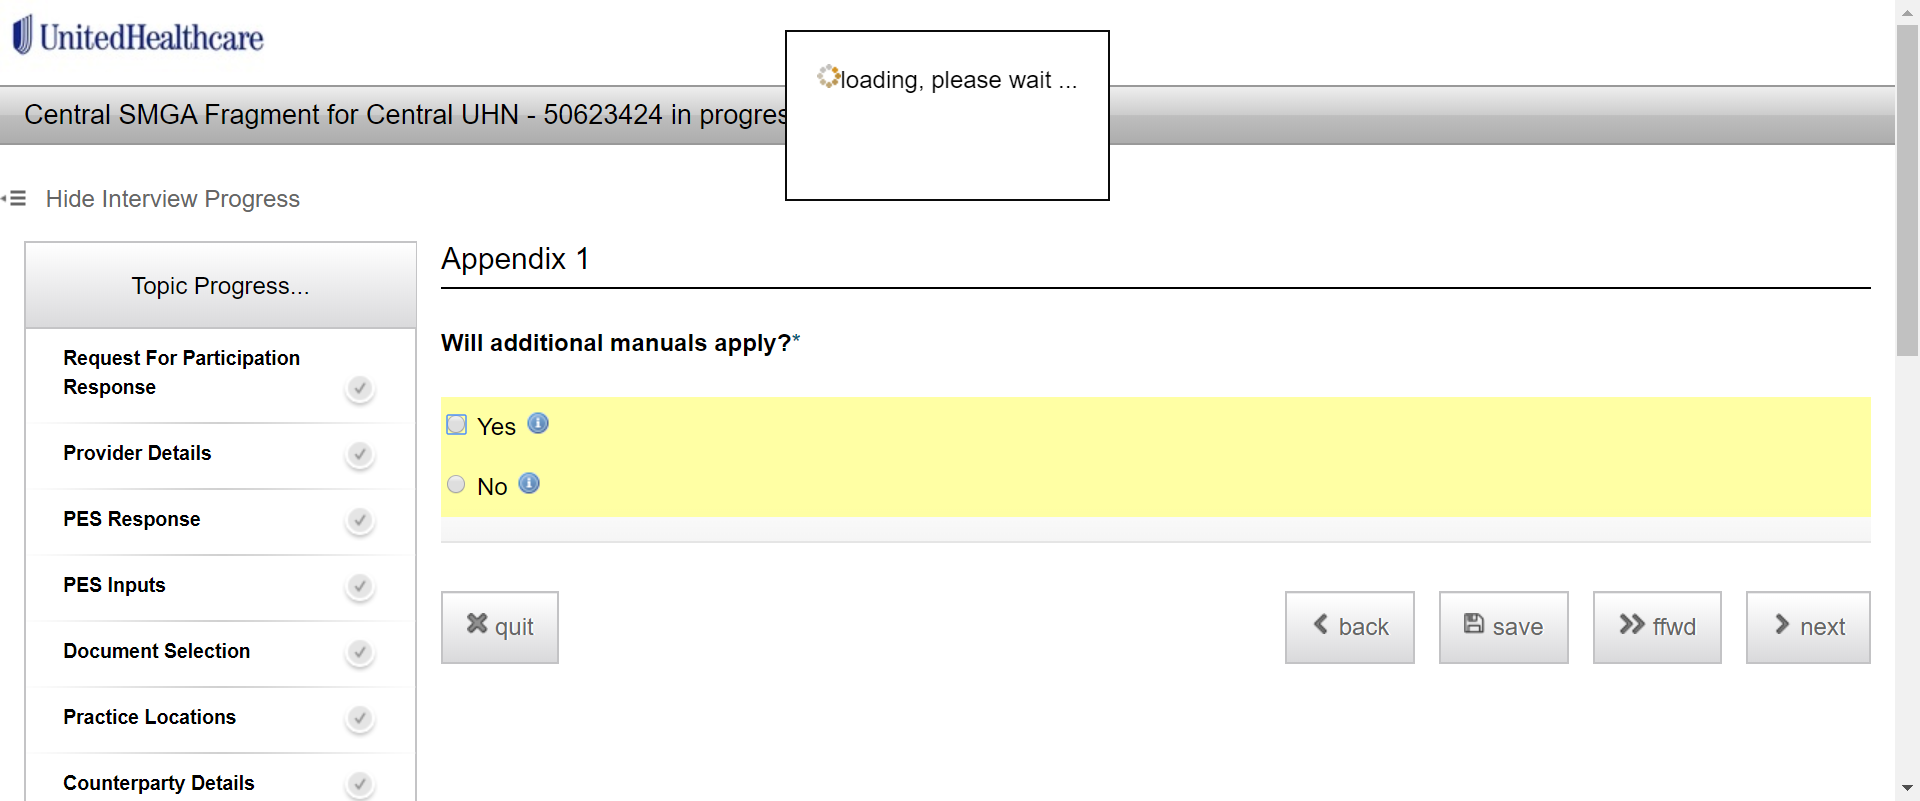 UnitedHealthcare
loading, please wait ...
Central SMGA Fragment for Central UHN - 50623424 in progres
Hide Interview Progress
Topic Progress...
Request For Participation
Response
Provider Details
PES Response
PES Inputs
Document Selection
Practice Locations
Counterparty Details
Appendix 1
Will additional manuals apply?*
Yes
No
quit
back
save
ffwd
next